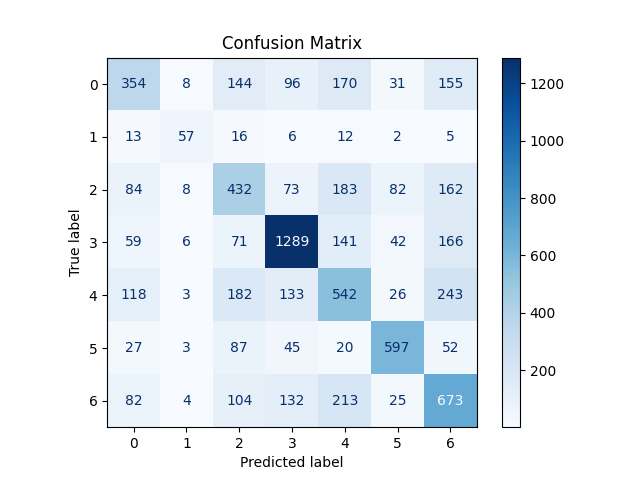 Confusion Matrix
0 354 8 144 96 170 31 155
1 13 57 16 6 12 2 5
2 84 8 432 73 183 82 162
3 59 6 71 1289 141 42 166
4 118 3 182 133 542 26 243
5 27 3 87 45 20 597 52
6 82 4 104 132 213 25 673
0 1 2 3 4 5 6
Predicted label
True label
1200
1000
800
600
400
200